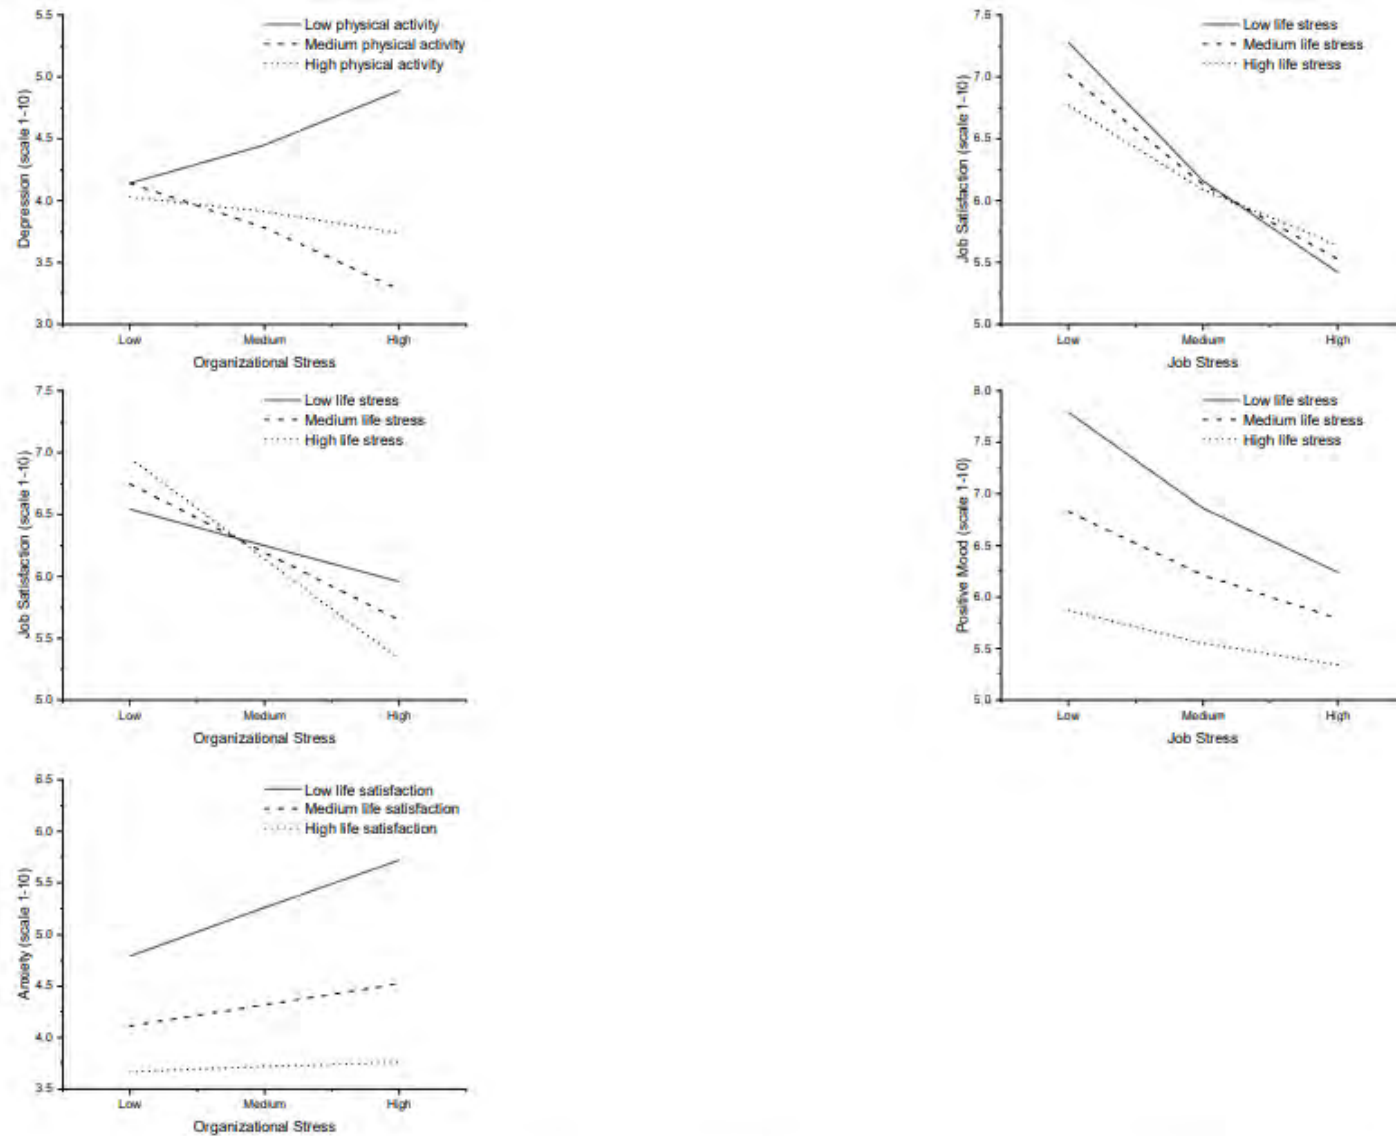 5.5
5.0
4.5
4.0
3.5
3.0
Depression (scale 1-10)
Low physical activity
Medium physical activity
High physical activity
Low Medium High
Organizational Stress
7.5
7.0
6.5
6.0
5.5
5.0
Job Satisfaction (scale 1-10)
Low life stress
Medium life stress
High life stress
Low Medium High
Job Stress
7.5
7.0
6.5
6.0
5.5
5.0
Job Satisfaction (scale 1-10)
Low life stress
Medium life stress
High life stress
Low Medium High
Organizational Stress
8.0
7.5
7.0
6.5
6.0
5.5
5.0
Positive Mood (scale 1-10)
Low life stress
Medium life stress
High life stress
Low Medium High
Job Stress
6.5
6.0
5.5
5.0
4.5
4.0
3.5
Anxiety (scale 1-10)
Low life satisfaction
Medium life satisfaction
High life satisfaction
Low Medium High
Organizational Stress